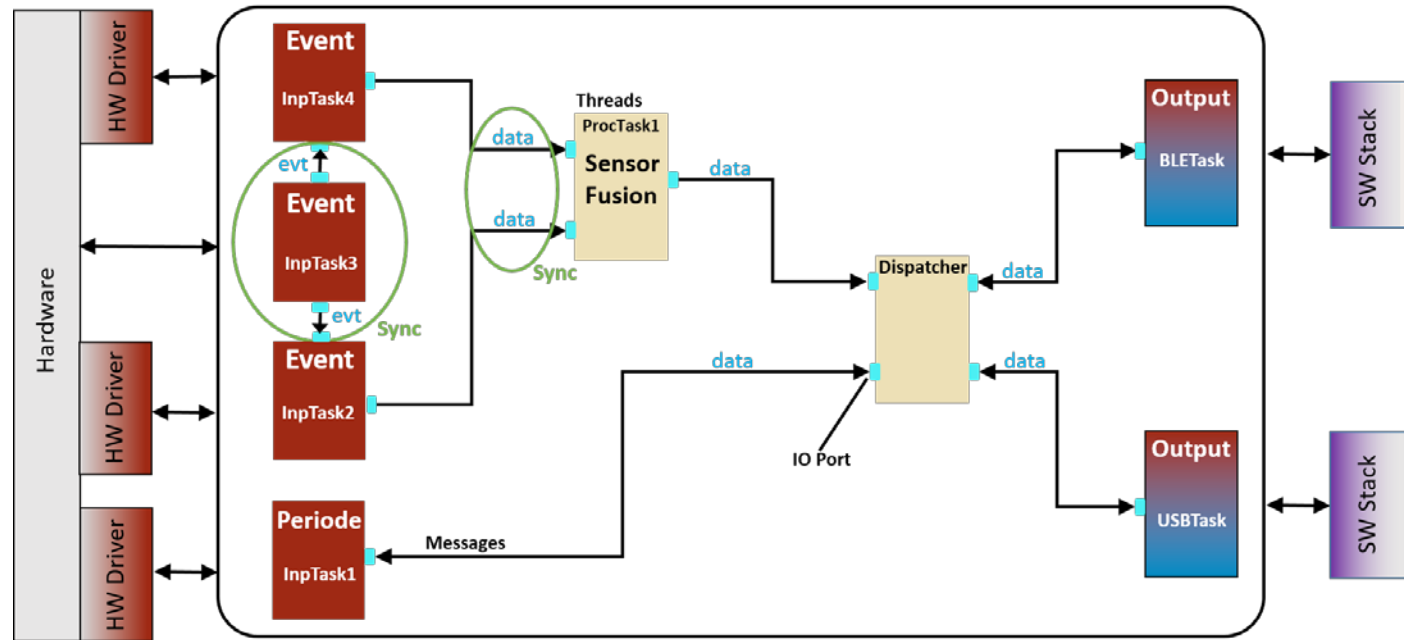 Hardware
HW Driver
HW Driver
HW Driver
Event
InpTask4
evt
Event
InpTask3
evt
Sync
Event
InpTask2
Periode
InpTask1
Messages
data
data
Sync
Threads
ProcTask1
Sensor
Fusion
data
data
IO Port
Dispatcher
data
data
Output
BLETask
Output
USBTask
SW Stack
SW Stack